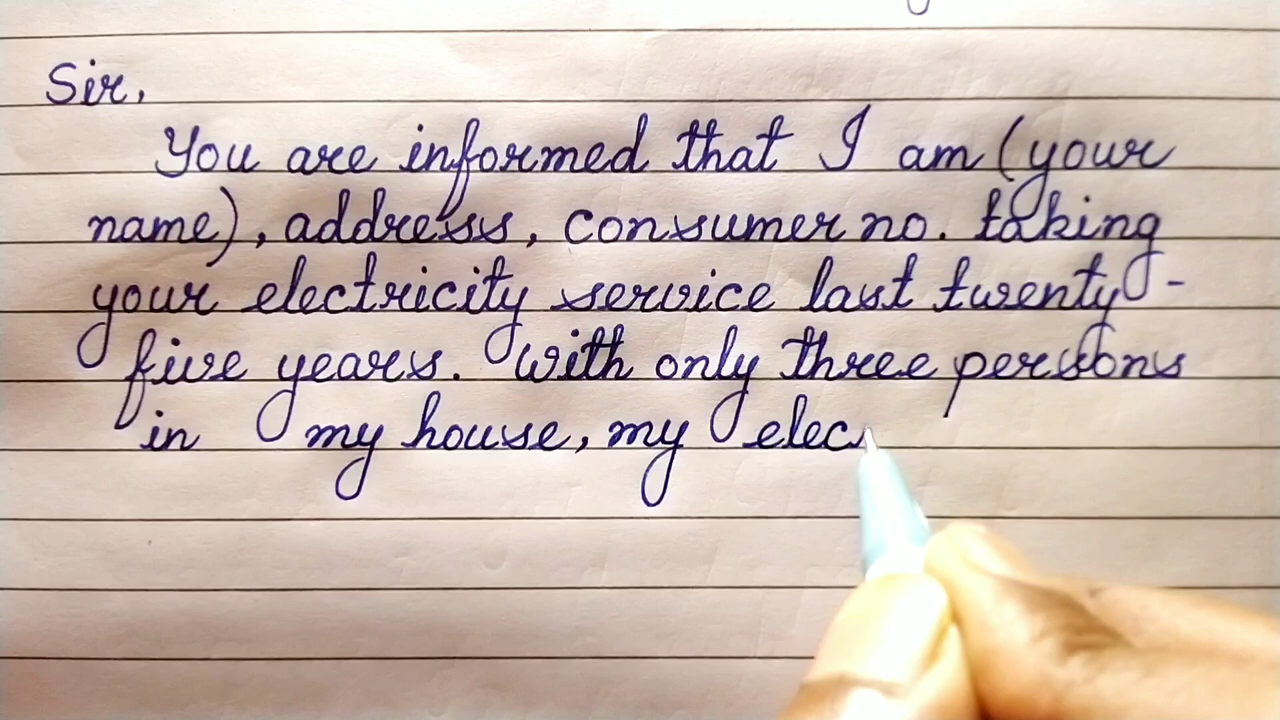 Sir,
You are informed that I am (your
name), address, consumer no. taking
your electricity service last twenty-
five years. With only three persons
in my house, my elec